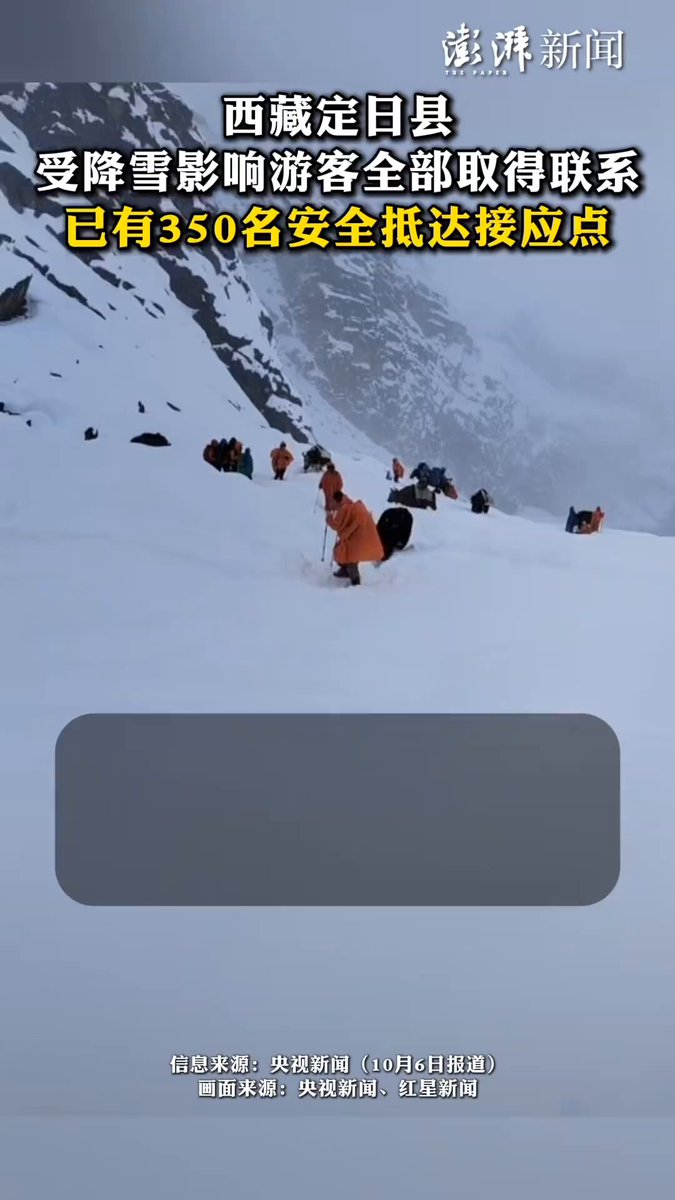 澎湃新闻
THE PAPER
西藏定日县
受降雪影响游客全部取得联系
已有350名安全抵达接应点
信息来源：央视新闻（10月6日报道）
画面来源：央视新闻、红星新闻